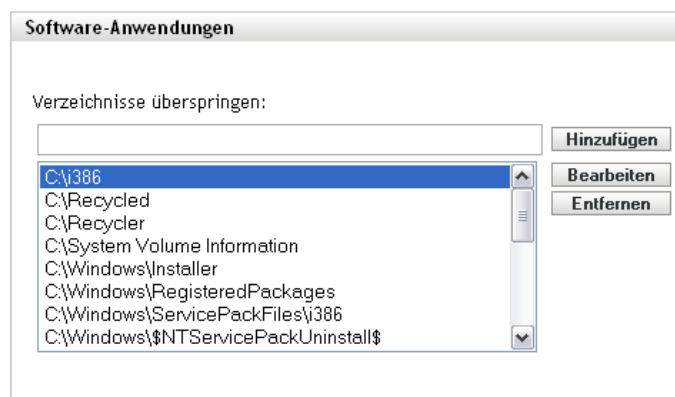 Software-Anwendungen
Verzeichnisse überspringen:
Hinzufügen
C:\i386
C:\Recycled
C:\Recycler
C:\System Volume Information
C:\Windows\Installer
C:\Windows\RegisteredPackages
C:\Windows\ServicePackFiles\i386
C:\Windows\$NTServicePackUninstall$
Bearbeiten
Entfernen